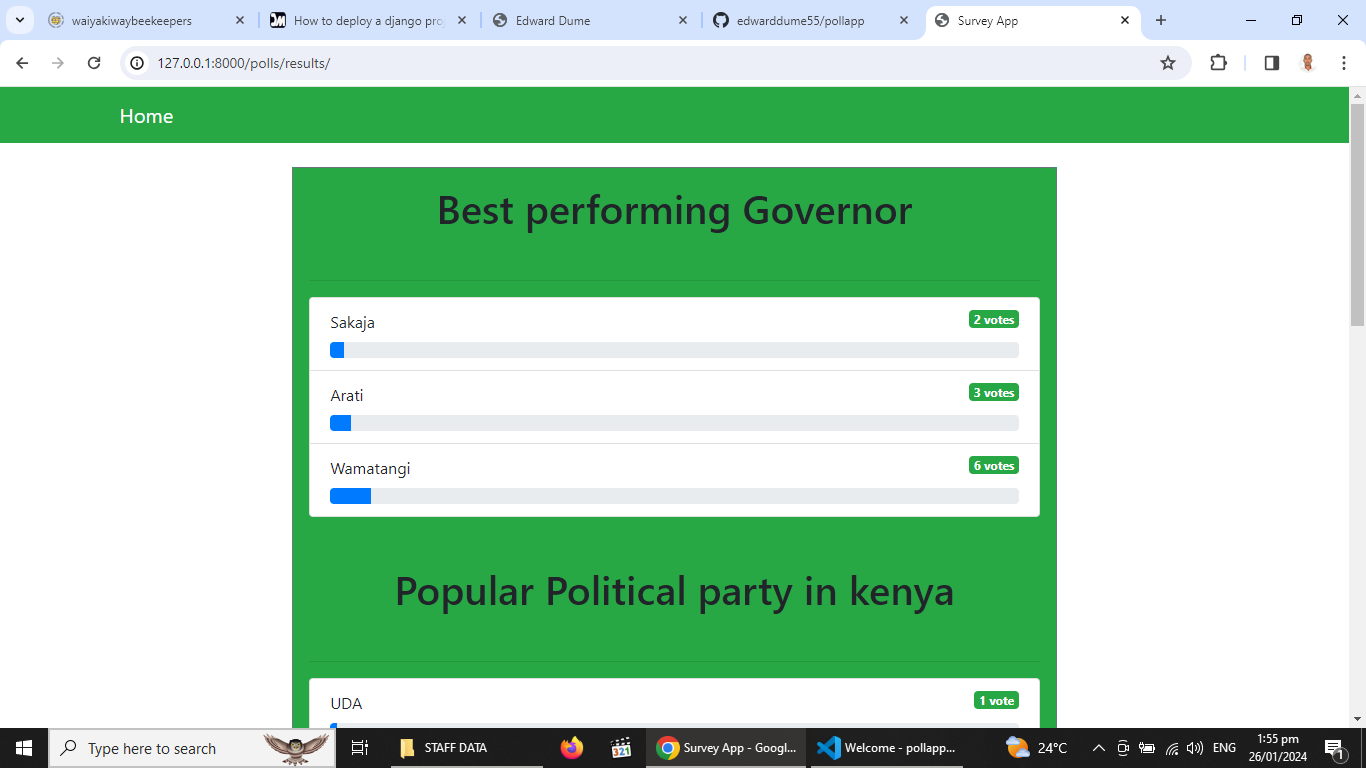 waiyakiwaybeekeepers
How to deploy a django pro
Edward Dume
edwarddume55/pollapp
Survey App
127.0.0.1:8000/polls/results/
Home
Best performing Governor
Sakaja
2 votes
Arati
3 votes
Wamatangi
6 votes
Popular Political party in kenya
UDA
1 vote
Type here to search
321
STAFF DATA
Survey App - Googl...
Welcome - pollapp...
24°C
ENG
1:55 pm
26/01/2024
1